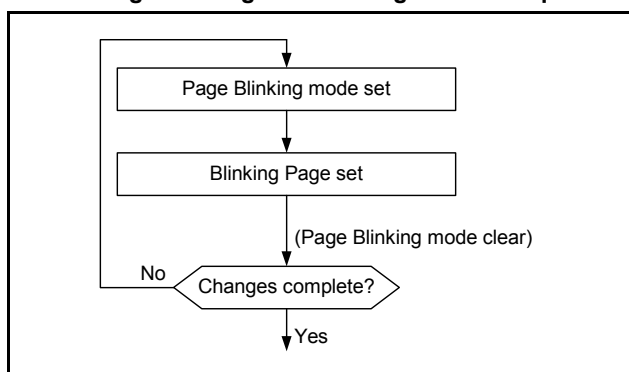 Page Blinking mode set
Blinking Page set
(Page Blinking mode clear)
No
Changes complete?
Yes